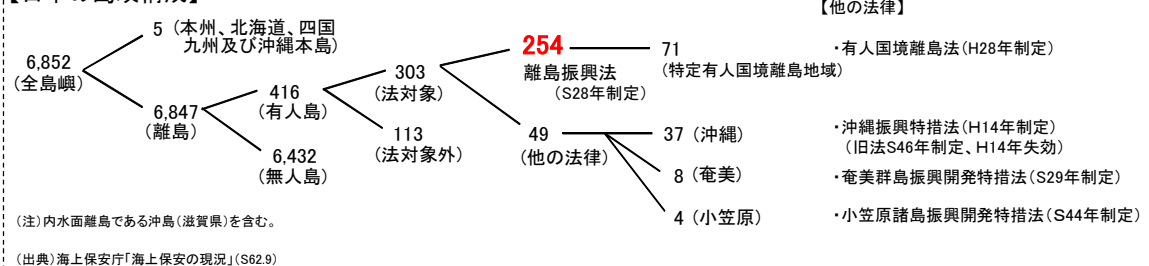 【他の法律】
5 (本州、北海道、四国
九州及び沖縄本島)
6,852
(全島嶼)
6,847
(離島)
416
(有人島)
6,432
(無人島)
303
(法対象)
113
(法対象外)
254
離島振興法
(S28年制定)
71
(特定有人国境離島地域)
・有人国境離島法(H28年制定)
49
(他の法律)
37 (沖縄)
・沖縄振興特措法(H14年制定)
(旧法S46年制定、H14年失効)
8 (奄美)
・奄美群島振興開発特措法(S29年制定)
4 (小笠原)
・小笠原諸島振興開発特措法(S44年制定)
(注)内水面離島である沖島(滋賀県)を含む。
(出典)海上保安庁「海上保安の現況」(S62.9)